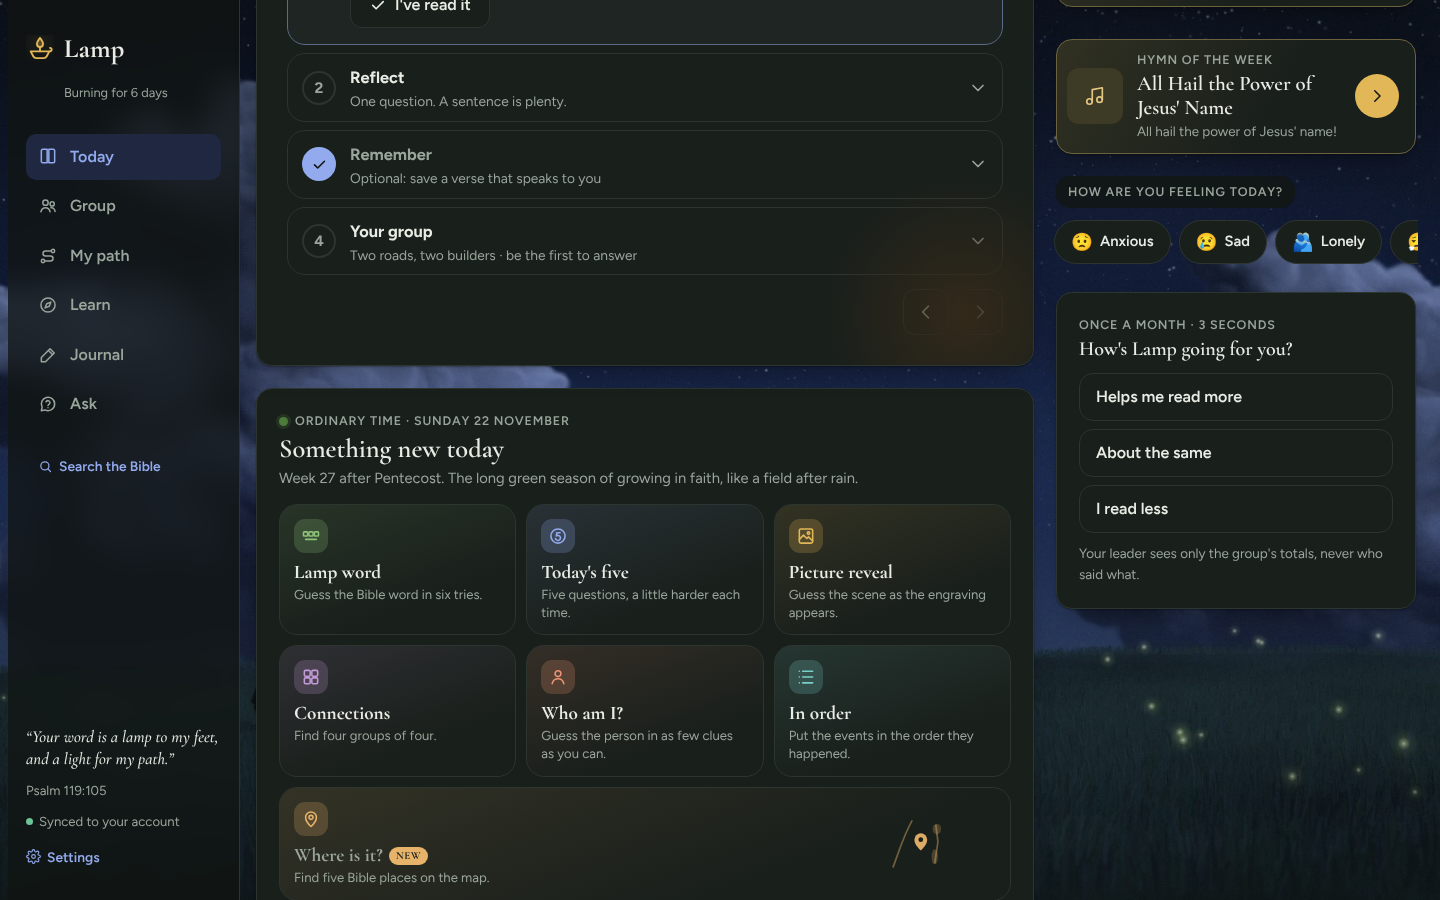 Lamp
Burning for 6 days
Today
Group
My path
Learn
Journal
Ask
Search the Bible
“Your word is a lamp to my feet,
and a light for my path.”
Psalm 119:105
Synced to your account
Settings
I've read it
2
Reflect
One question. A sentence is plenty.
Remember
Optional: save a verse that speaks to you
4
Your group
Two roads, two builders · be the first to answer
ORDINARY TIME · SUNDAY 22 NOVEMBER
Something new today
Week 27 after Pentecost. The long green season of growing in faith, like a field after rain.
Lamp word
Guess the Bible word in six tries.
5
Today's five
Five questions, a little harder each
time.
Picture reveal
Guess the scene as the engraving
appears.
Connections
Find four groups of four.
Who am I?
Guess the person in as few clues
as you can.
In order
Put the events in the order they
happened.
Where is it? NEW
Find five Bible places on the map.
HYMN OF THE WEEK
All Hail the Power of
Jesus' Name
All hail the power of Jesus' name!
HOW ARE YOU FEELING TODAY?
Anxious
Sad
Lonely
ONCE A MONTH · 3 SECONDS
How's Lamp going for you?
Helps me read more
About the same
I read less
Your leader sees only the group's totals, never who
said what.